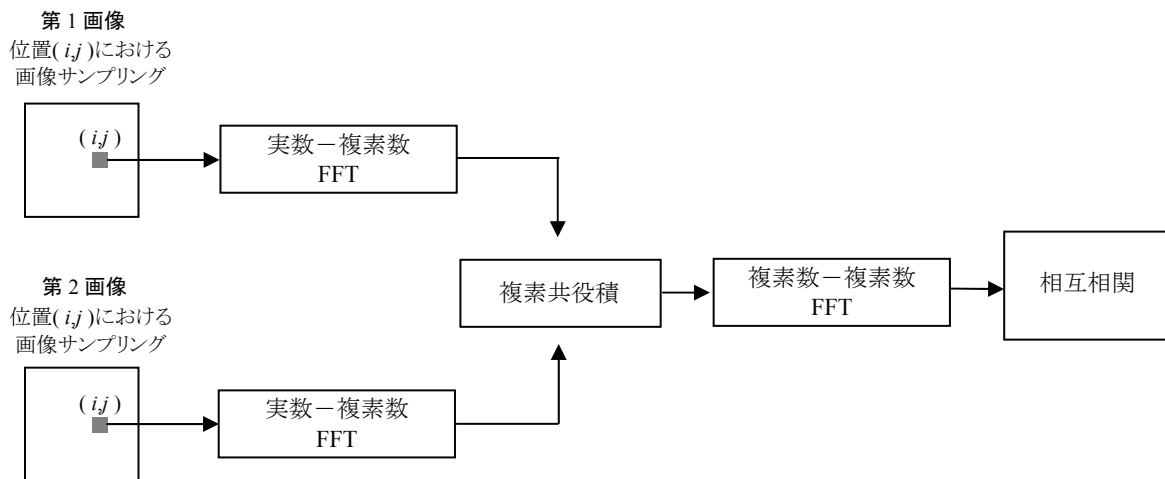 第 1 画像
位置( i,j )における
画像サンプリング
( i,j )
実数－複素数
FFT
第 2 画像
位置( i,j )における
画像サンプリング
( i,j )
実数－複素数
FFT
複素共役積
複素数－複素数
FFT
相互相関